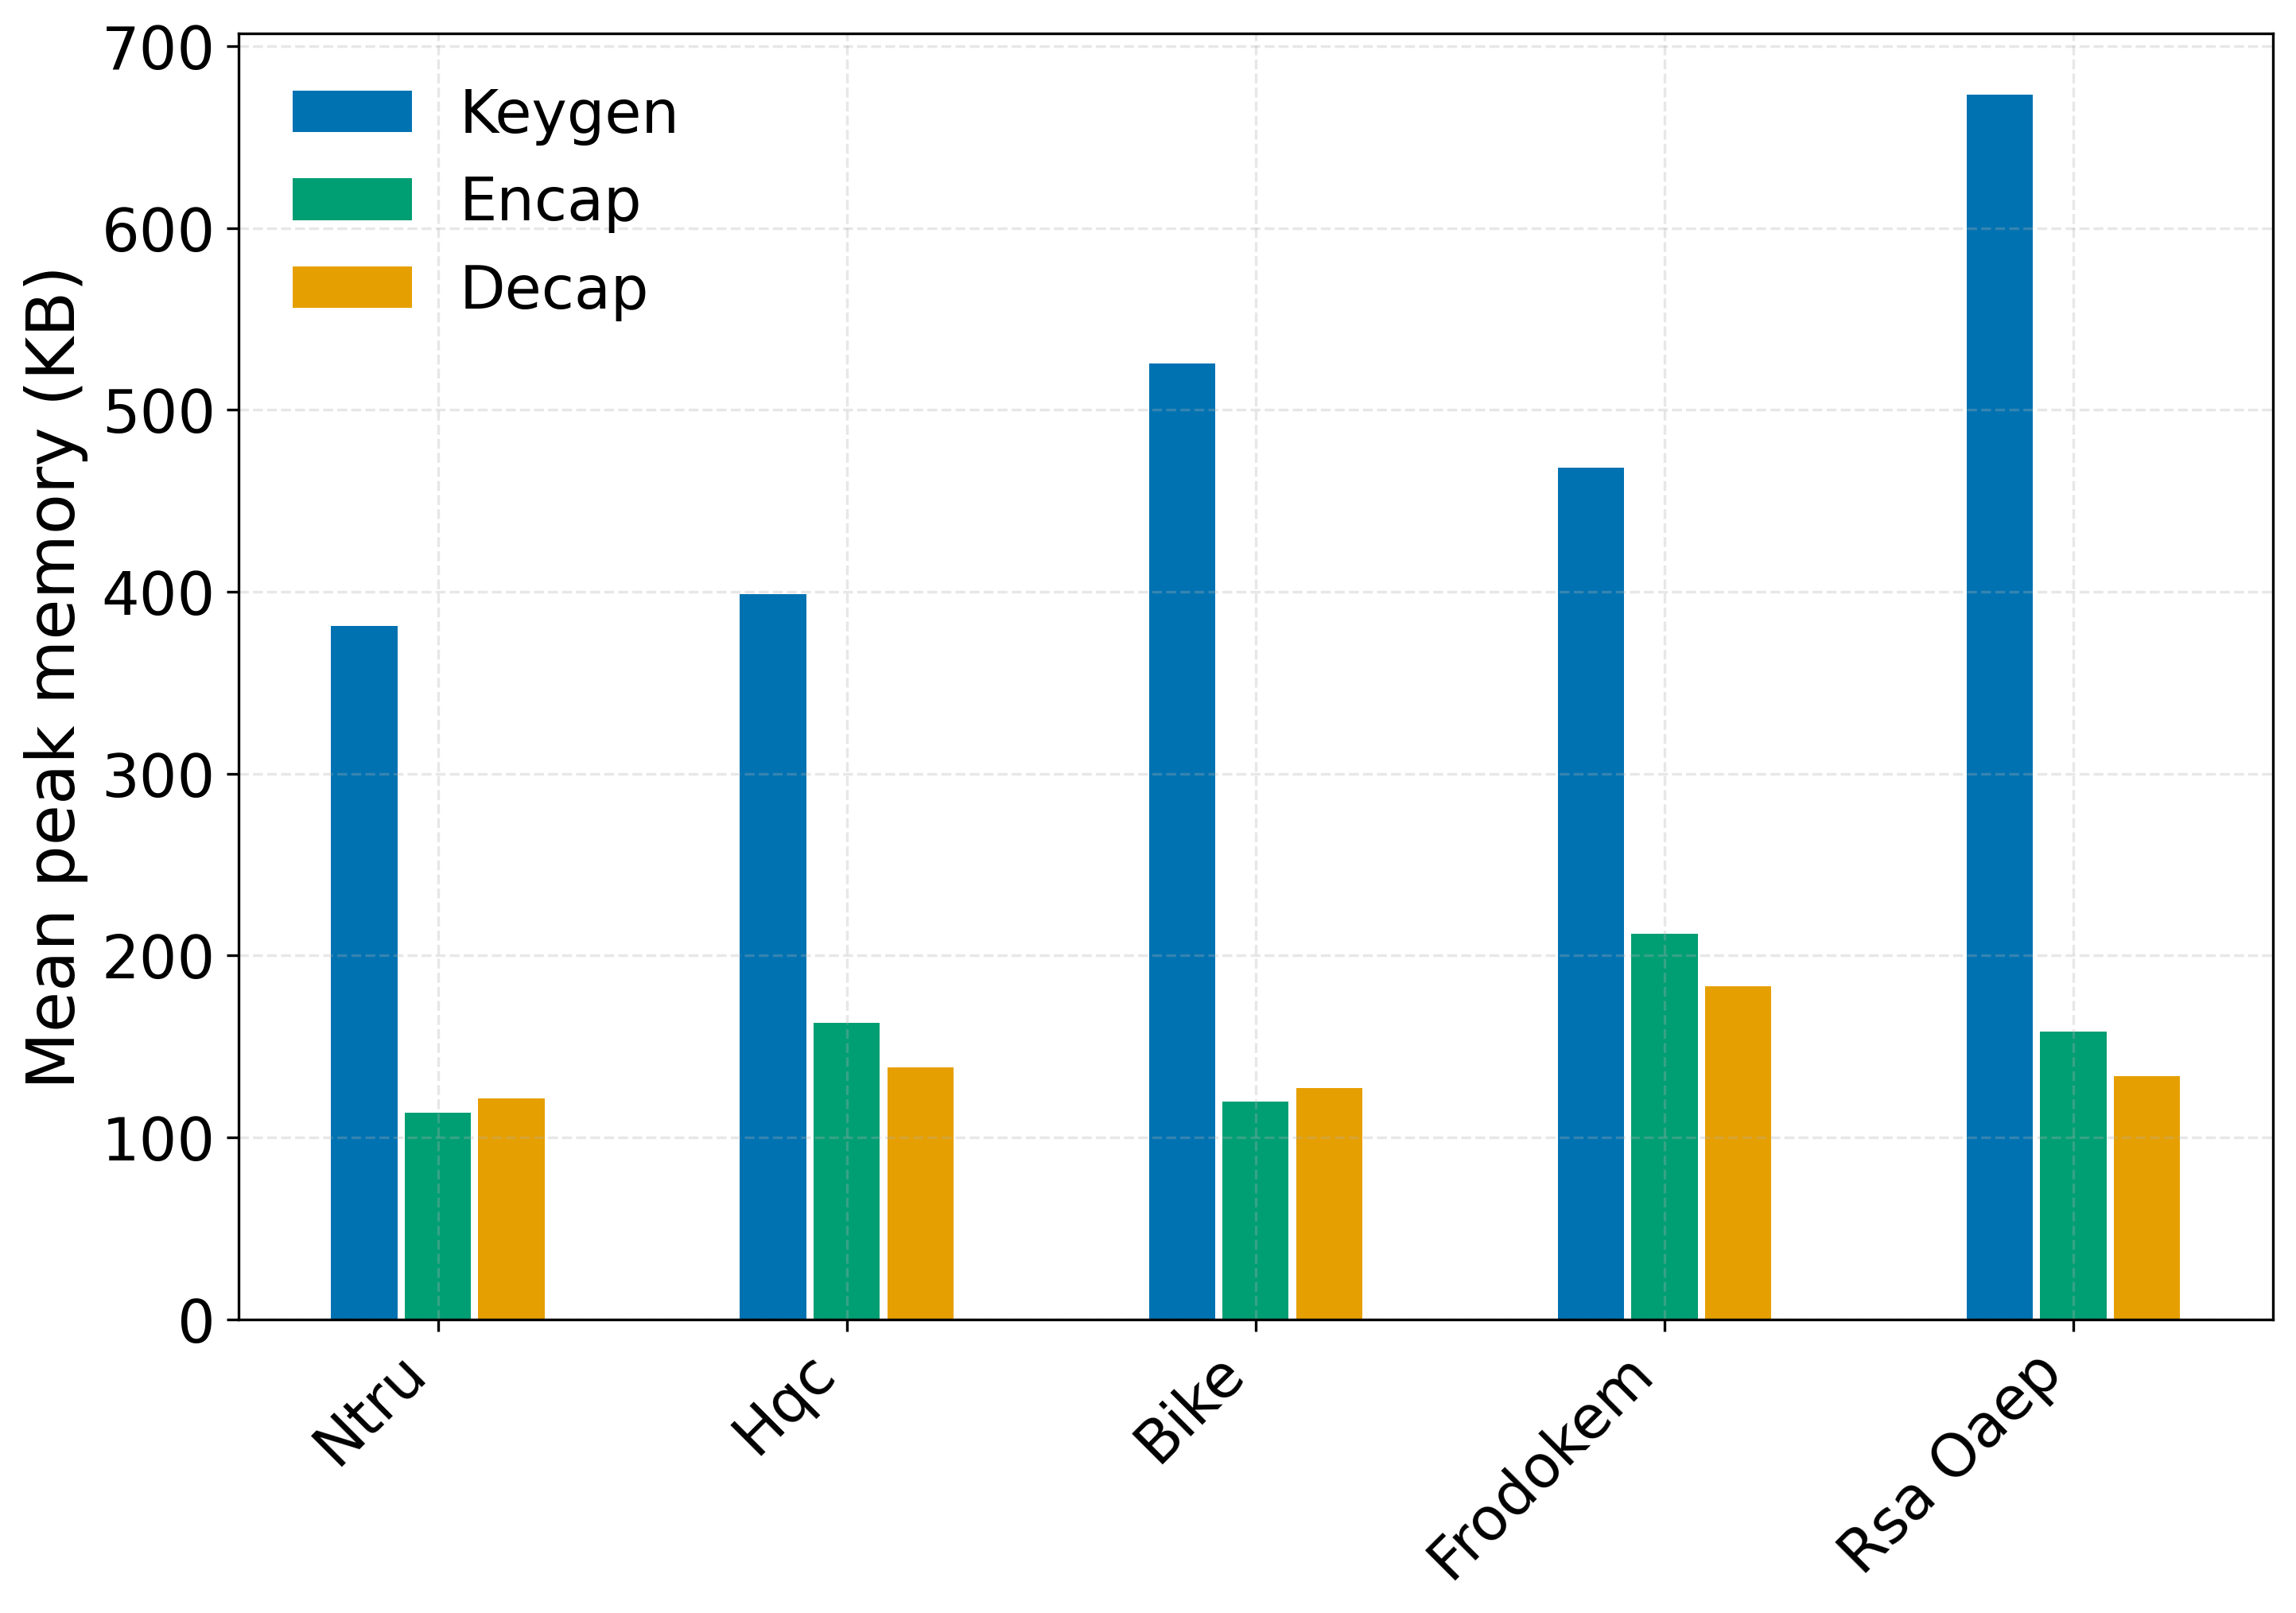 Mean peak memory (KB)
700
600
500
400
300
200
100
0
Keygen
Encap
Decap
Ntru
Hqc
Bike
Frodokem
Rsa Oaep